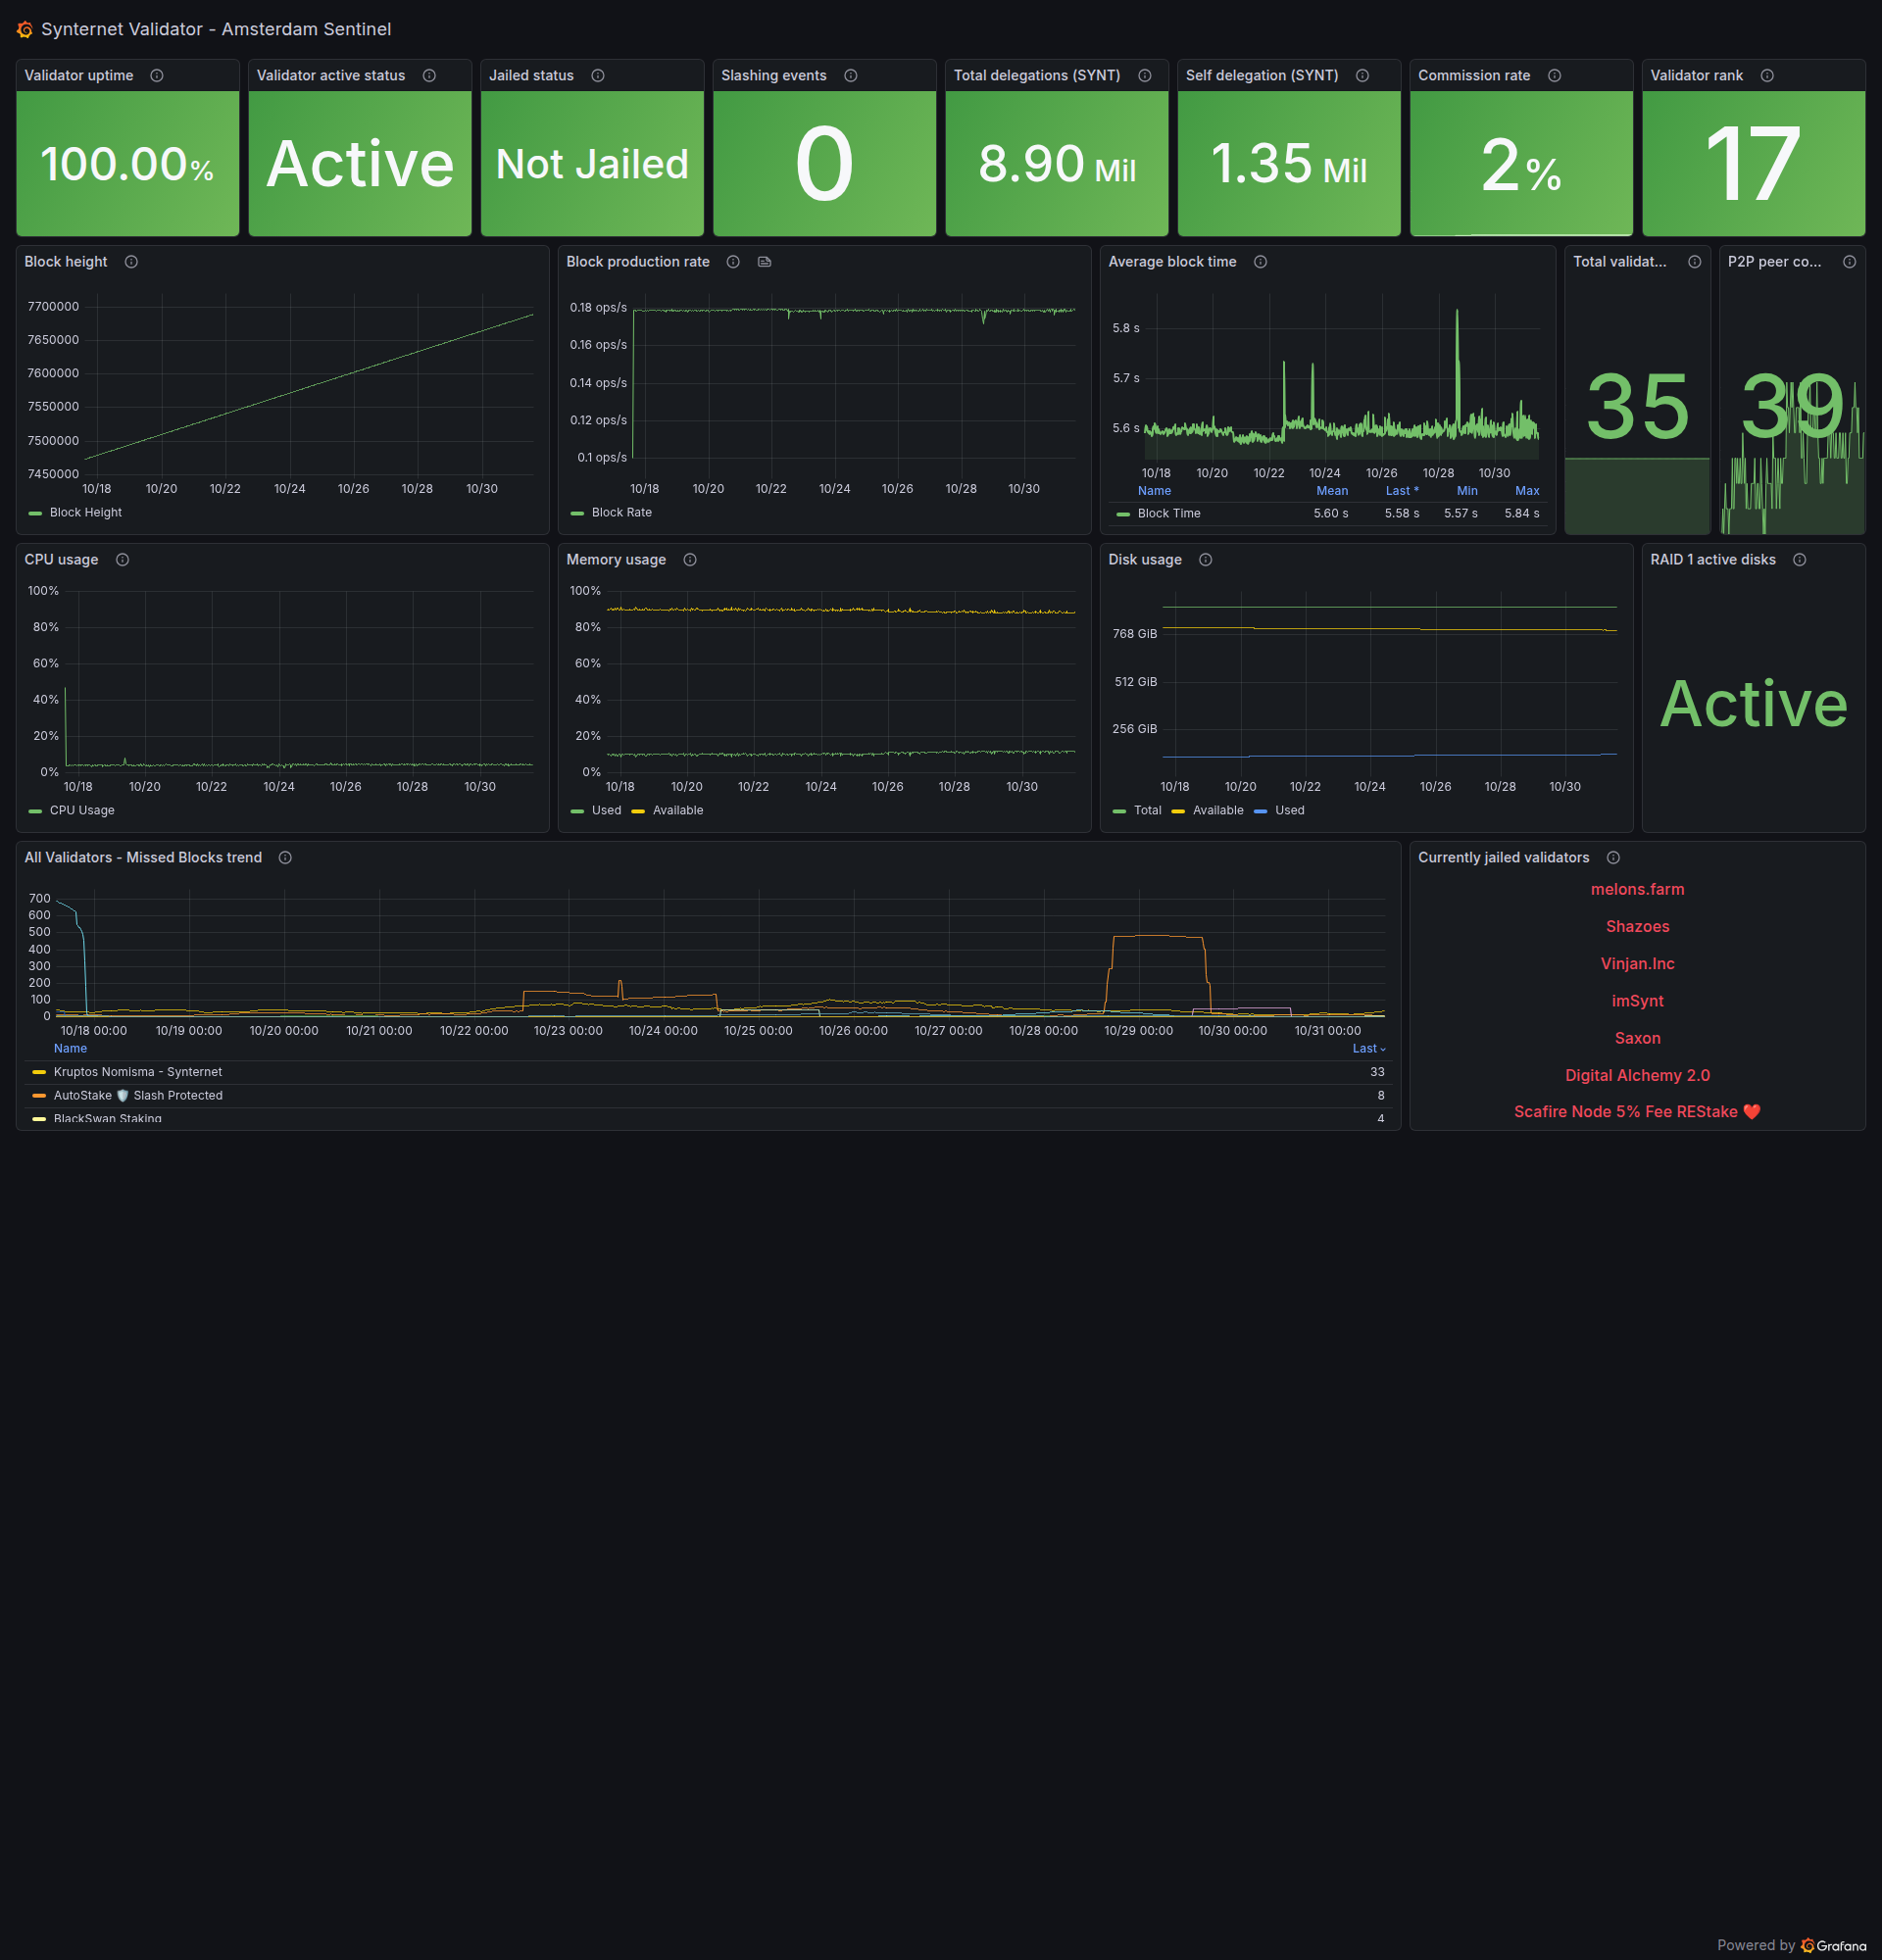 Synternet Validator - Amsterdam Sentinel
Validator uptime
100.00%
Validator active status
Active
Jailed status
Not Jailed
Slashing events
0
Total delegations (SYNT)
8.90 Mil
Self delegation (SYNT)
1.35 Mil
Commission rate
2%
Validator rank
17
Block height
7700000
7650000
7600000
7550000
7500000
7450000
10/18 10/20 10/22 10/24 10/26 10/28 10/30
Block Height
Block production rate
0.18 ops/s
0.16 ops/s
0.14 ops/s
0.12 ops/s
0.1 ops/s
10/18 10/20 10/22 10/24 10/26 10/28 10/30
Block Rate
Average block time
5.8 s
5.7 s
5.6 s
10/18 10/20 10/22 10/24 10/26 10/28 10/30
Name Mean Last * Min Max
Block Time 5.60 s 5.58 s 5.57 s 5.84 s
Total validat...
35
P2P peer co...
39
CPU usage
100%
80%
60%
40%
20%
0%
10/18 10/20 10/22 10/24 10/26 10/28 10/30
CPU Usage
Memory usage
100%
80%
60%
40%
20%
0%
10/18 10/20 10/22 10/24 10/26 10/28 10/30
Used Available
Disk usage
768 GiB
512 GiB
256 GiB
10/18 10/20 10/22 10/24 10/26 10/28 10/30
Total Available Used
RAID 1 active disks
Active
All Validators - Missed Blocks trend
700
600
500
400
300
200
100
0
10/18 00:00 10/19 00:00 10/20 00:00 10/21 00:00 10/22 00:00 10/23 00:00 10/24 00:00 10/25 00:00 10/26 00:00 10/27 00:00 10/28 00:00 10/29 00:00 10/30 00:00 10/31 00:00
Name Last
Kruptos Nomisma - Synternet 33
AutoStake 🛡️ Slash Protected 8
BlackSwan Staking 4
Currently jailed validators
melons.farm
Shazoes
Vinjan.Inc
imSynt
Saxon
Digital Alchemy 2.0
Scafire Node 5% Fee REStake ❤️
Powered by Grafana